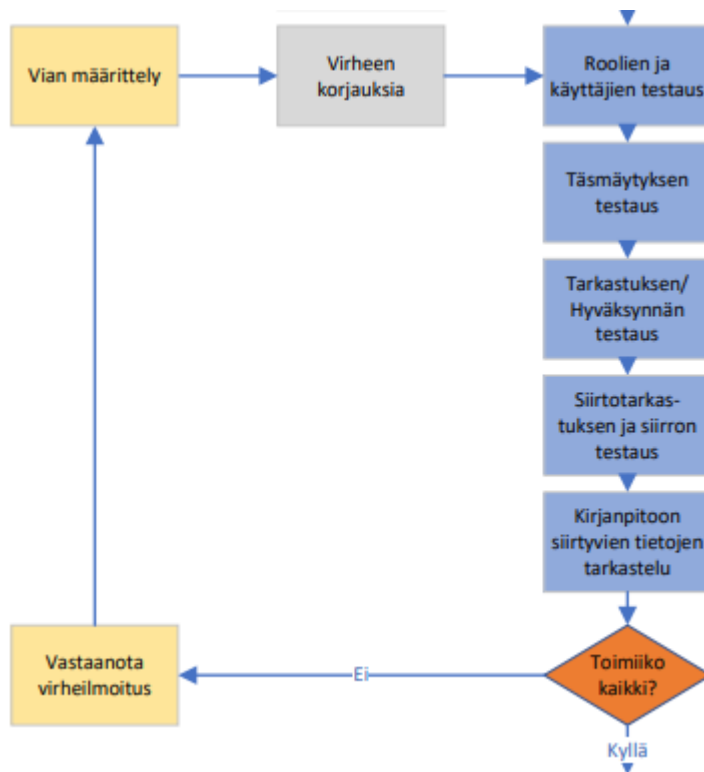 Vian määrittely
Virheen
korjauksia
Roolien ja
käyttäjien testaus
Täsmäytyksen
testaus
Tarkastuksen/
Hyväksynnän
testaus
Siirtotarkas-
tuksen ja siirron
testaus
Kirjanpitoon
siirtyvien tietojen
tarkastelu
Toimiiko
kaikki?
Ei
Vastaanota
virheilmoitus
Kyllä